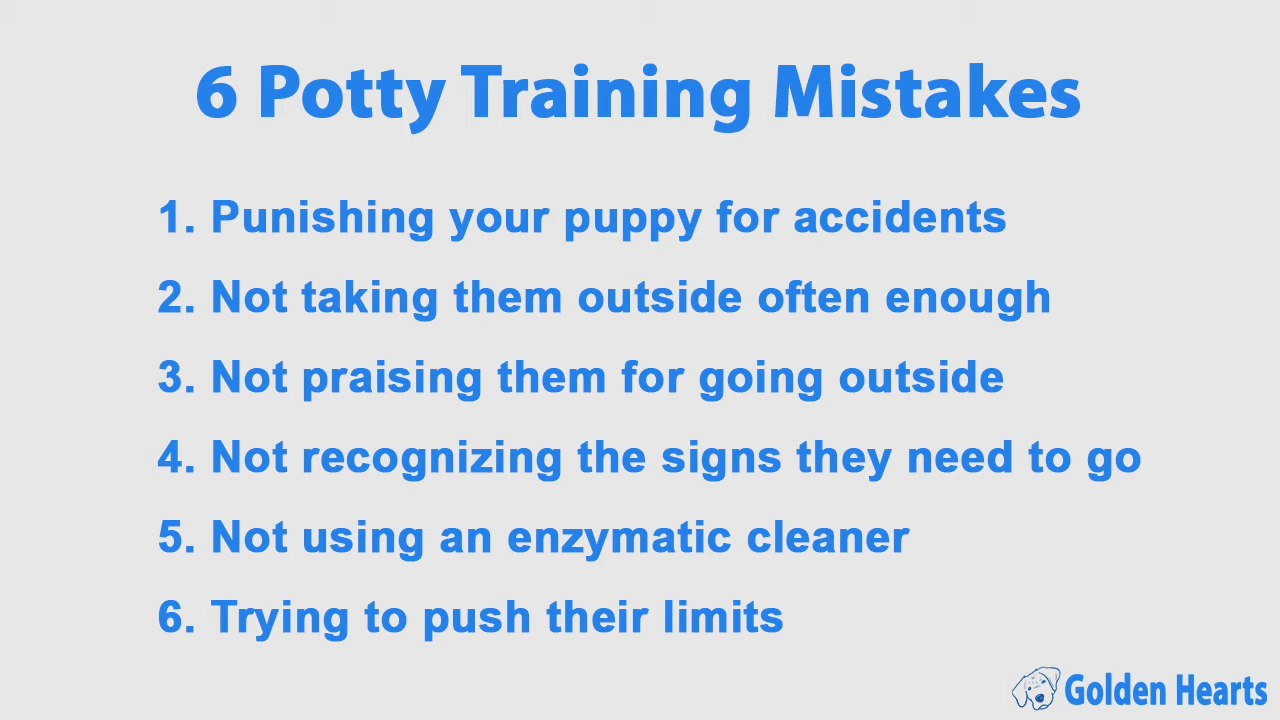 6 Potty Training Mistakes
1. Punishing your puppy for accidents
2. Not taking them outside often enough
3. Not praising them for going outside
4. Not recognizing the signs they need to go
5. Not using an enzymatic cleaner
6. Trying to push their limits
Golden Hearts